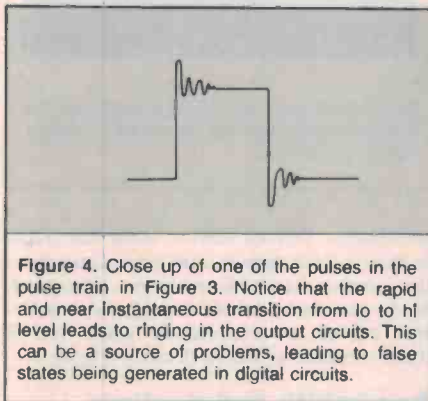 Figure 4. Close up of one of the pulses in the
pulse train in Figure 3. Notice that the rapid
and near instantaneous transition from lo to hi
level leads to ringing in the output circuits. This
can be a source of problems, leading to false
states being generated in digital circuits.